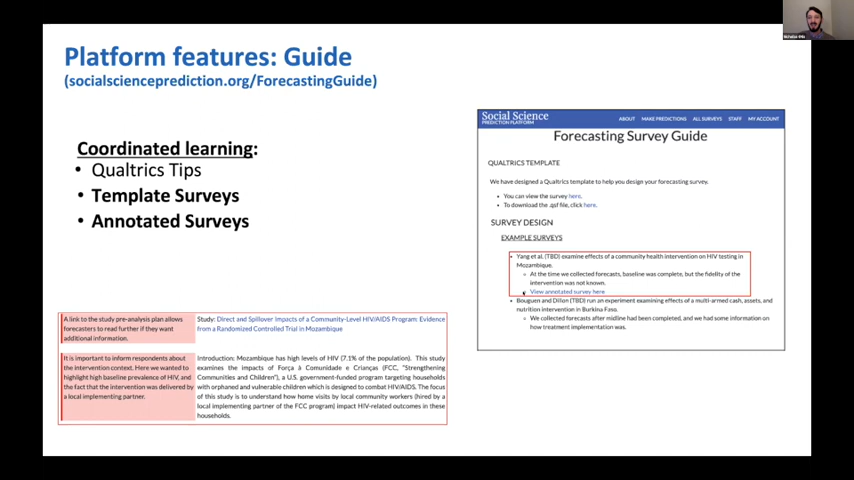 Platform features: Guide
(socialscienceprediction.org/ForecastingGuide)
Coordinated learning:
• Qualtrics Tips
• Template Surveys
• Annotated Surveys
A link to the study pre-analysis plan allows
forecasters to read further if they want
additional information.
Study: Direct and Spillover Impacts of a Community-Level HIV/AIDS Program: Evidence
from a Randomized Controlled Trial in Mozambique
It is important to inform respondents about
the intervention context. Here we wanted to
highlight high baseline prevalence of HIV, and
the fact that the intervention was delivered by
a local implementing partner.
Introduction: Mozambique has high levels of HIV (7.1% of the population). This study
examines the impacts of Força à Comunidade e Crianças (FCC, "Strengthening
Communities and Children"), a U.S. government-funded program targeting households
with orphaned and vulnerable children which is designed to combat HIV/AIDS. The focus
of this study is to understand how home visits by local community workers (hired by a
local implementing partner of the FCC program) impact HIV-related outcomes in these
households.
Social Science
PREDICTION PLATFORM
ABOUT MAKE PREDICTIONS ALL SURVEYS STAFF MY ACCOUNT
Forecasting Survey Guide
QUALTRICS TEMPLATE
We have designed a Qualtrics template to help you design your forecasting survey.
• You can view the survey here.
• To download the .qsf file, click here.
SURVEY DESIGN
EXAMPLE SURVEYS
• Yang et al. (TBD) examine effects of a community health intervention on HIV testing in
Mozambique.
At the time we collected forecasts, baseline was complete, but the fidelity of the
intervention was not known.
View annotated survey here
• Bouguen and Dillon (TBD) run an experiment examining effects of a multi-armed cash, assets, and
nutrition intervention in Burkina Faso.
We collected forecasts after midline had been completed, and we had some information on
how treatment implementation was.